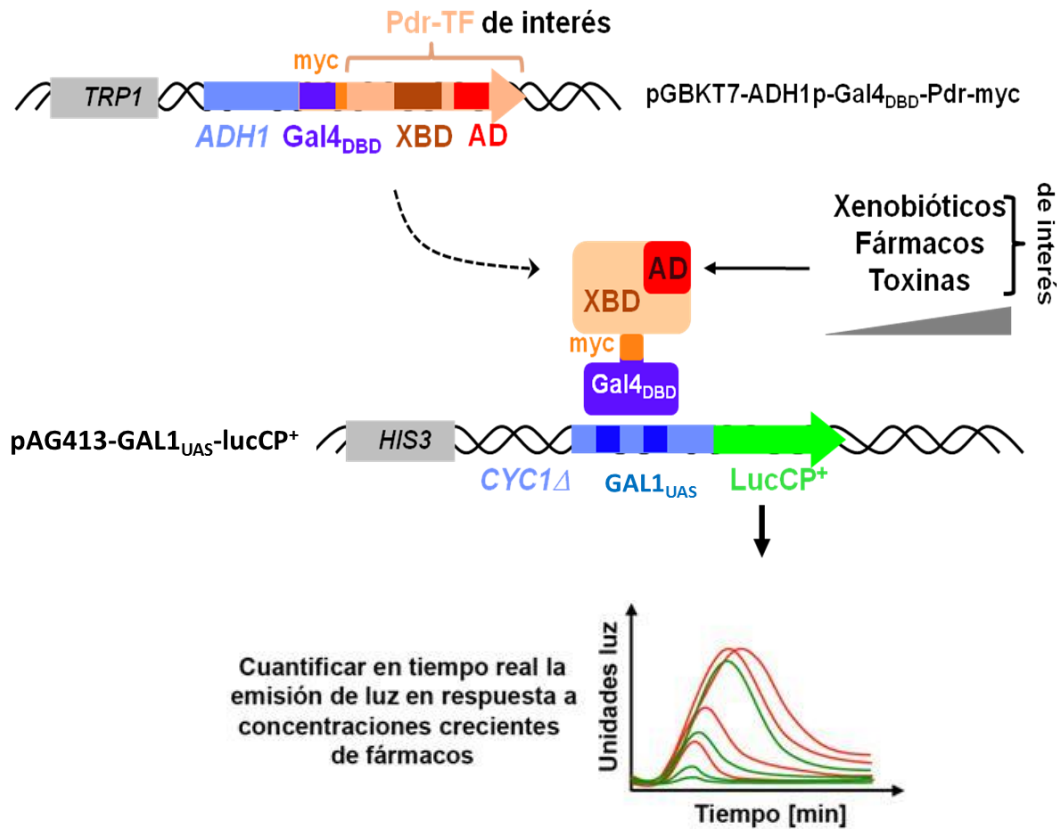 Pdr-TF de interés
myc
TRP1
pGBKT7-ADH1p-Gal4DBD-Pdr-myc
ADH1 Gal4DBD XBD AD
Xenobióticos
Fármacos
Toxinas
de interés
AD
XBD
myc
Gal4DBD
pAG413-GAL1UAS-lucCP⁺
HIS3
CYC1Δ GAL1UAS LucCP⁺
Cuantificar en tiempo real la
emisión de luz en respuesta a
concentraciones crecientes
de fármacos
Unidades luz
Tiempo [min]